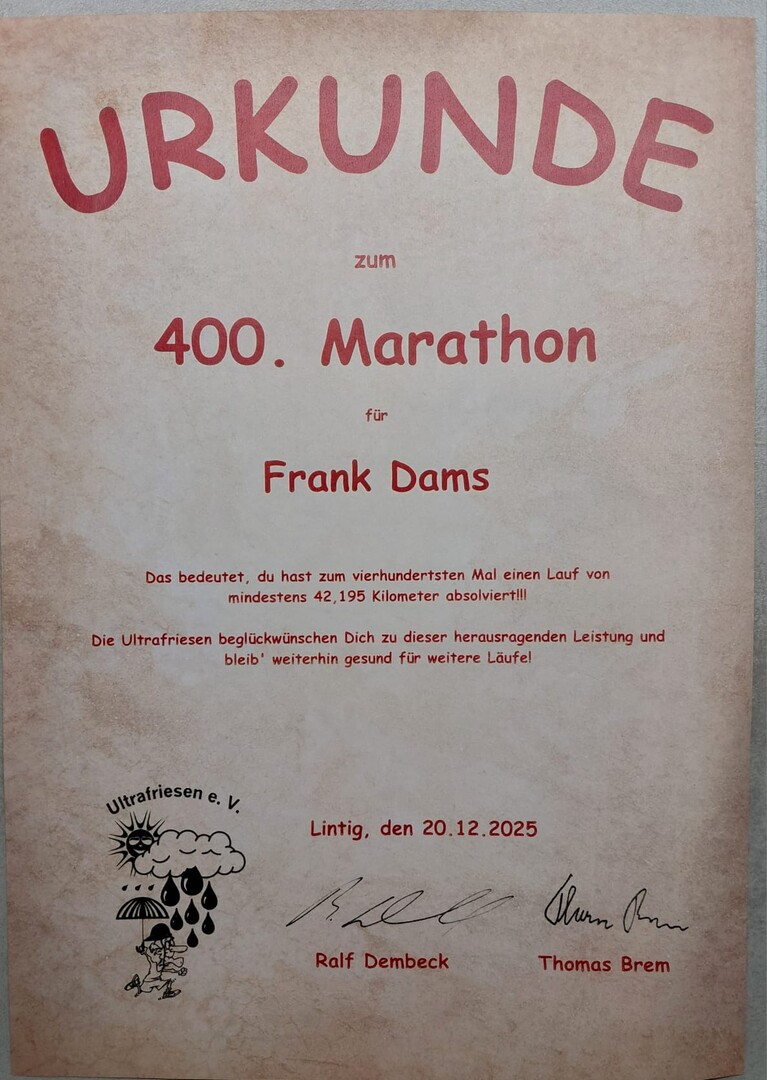 URKUNDE
zum
400. Marathon
für
Frank Dams
Das bedeutet, du hast zum vierhundertsten Mal einen Lauf von
mindestens 42,195 Kilometer absolviert!!!
Die Ultrafriesen beglückwünschen Dich zu dieser herausragenden Leistung und
bleib' weiterhin gesund für weitere Läufe!
Ultrafriesen e. V.
Lintig, den 20.12.2025
Ralf Dembeck
Thomas Brem